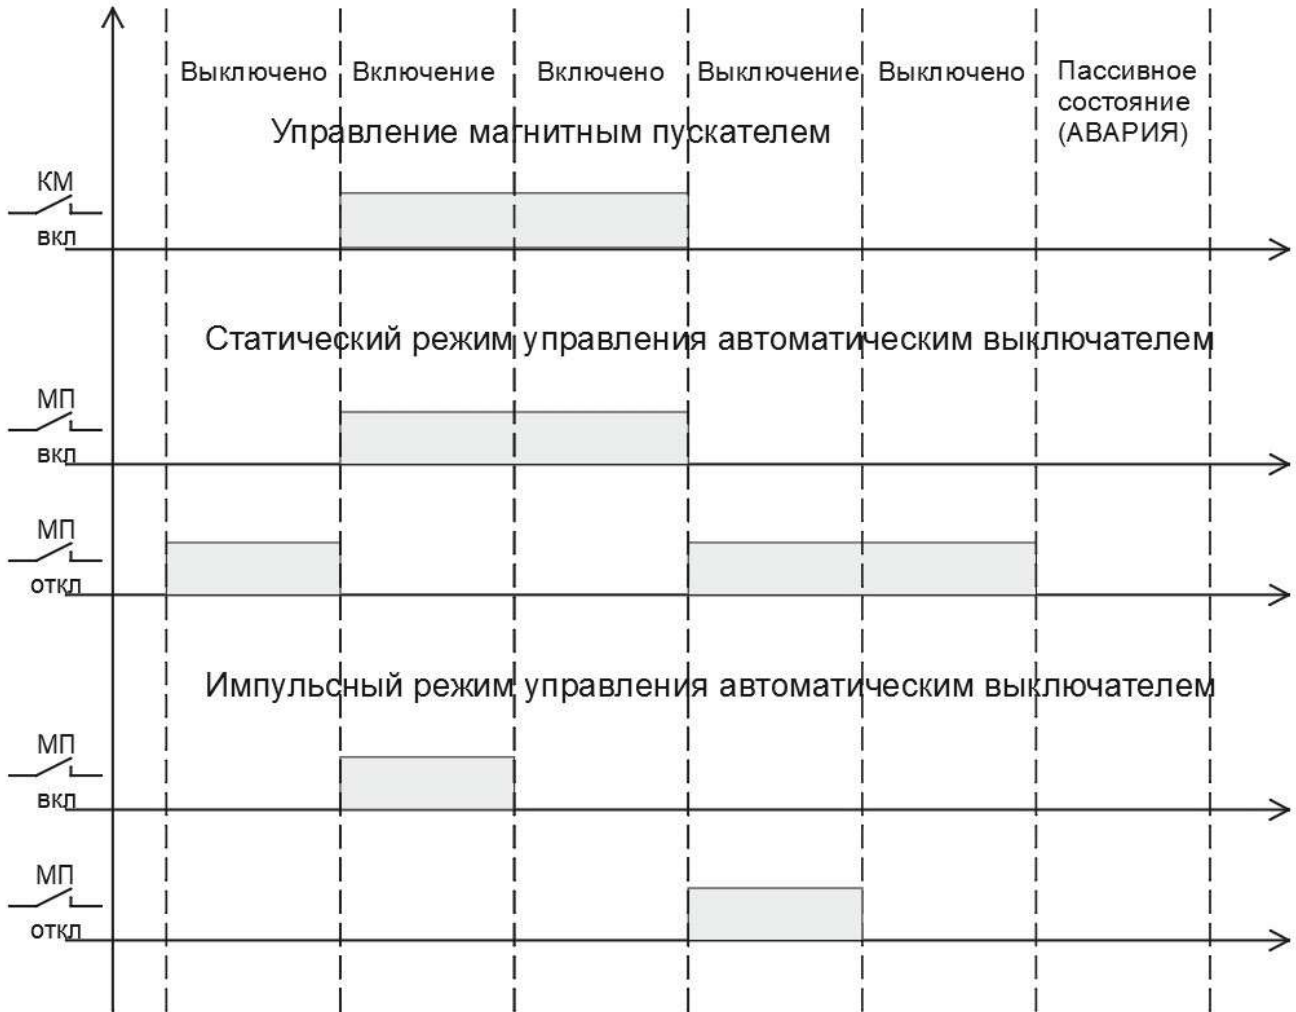 Выключено Включение Включено Выключение Выключено Пассивное
состояние
(АВАРИЯ)
Управление магнитным пускателем
КМ
вкл
Статический режим управления автоматическим выключателем
МП
вкл
МП
откл
Импульсный режим управления автоматическим выключателем
МП
вкл
МП
откл